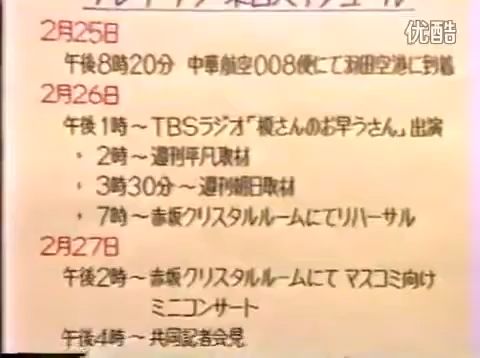 優酷
2月25日
午後8時20分 中華航空008便にて羽田空港に到着
2月26日
午後1時～TBSラジオ「榎さんのお早うさん」出演
〃 2時～週刊平凡取材
〃 3時30分～週刊朝日取材
〃 7時～赤坂クリスタルルームにてリハーサル
2月27日
午後2時～赤坂クリスタルルームにて マスコミ向け
ミニコンサート
午後4時～共同記者会見